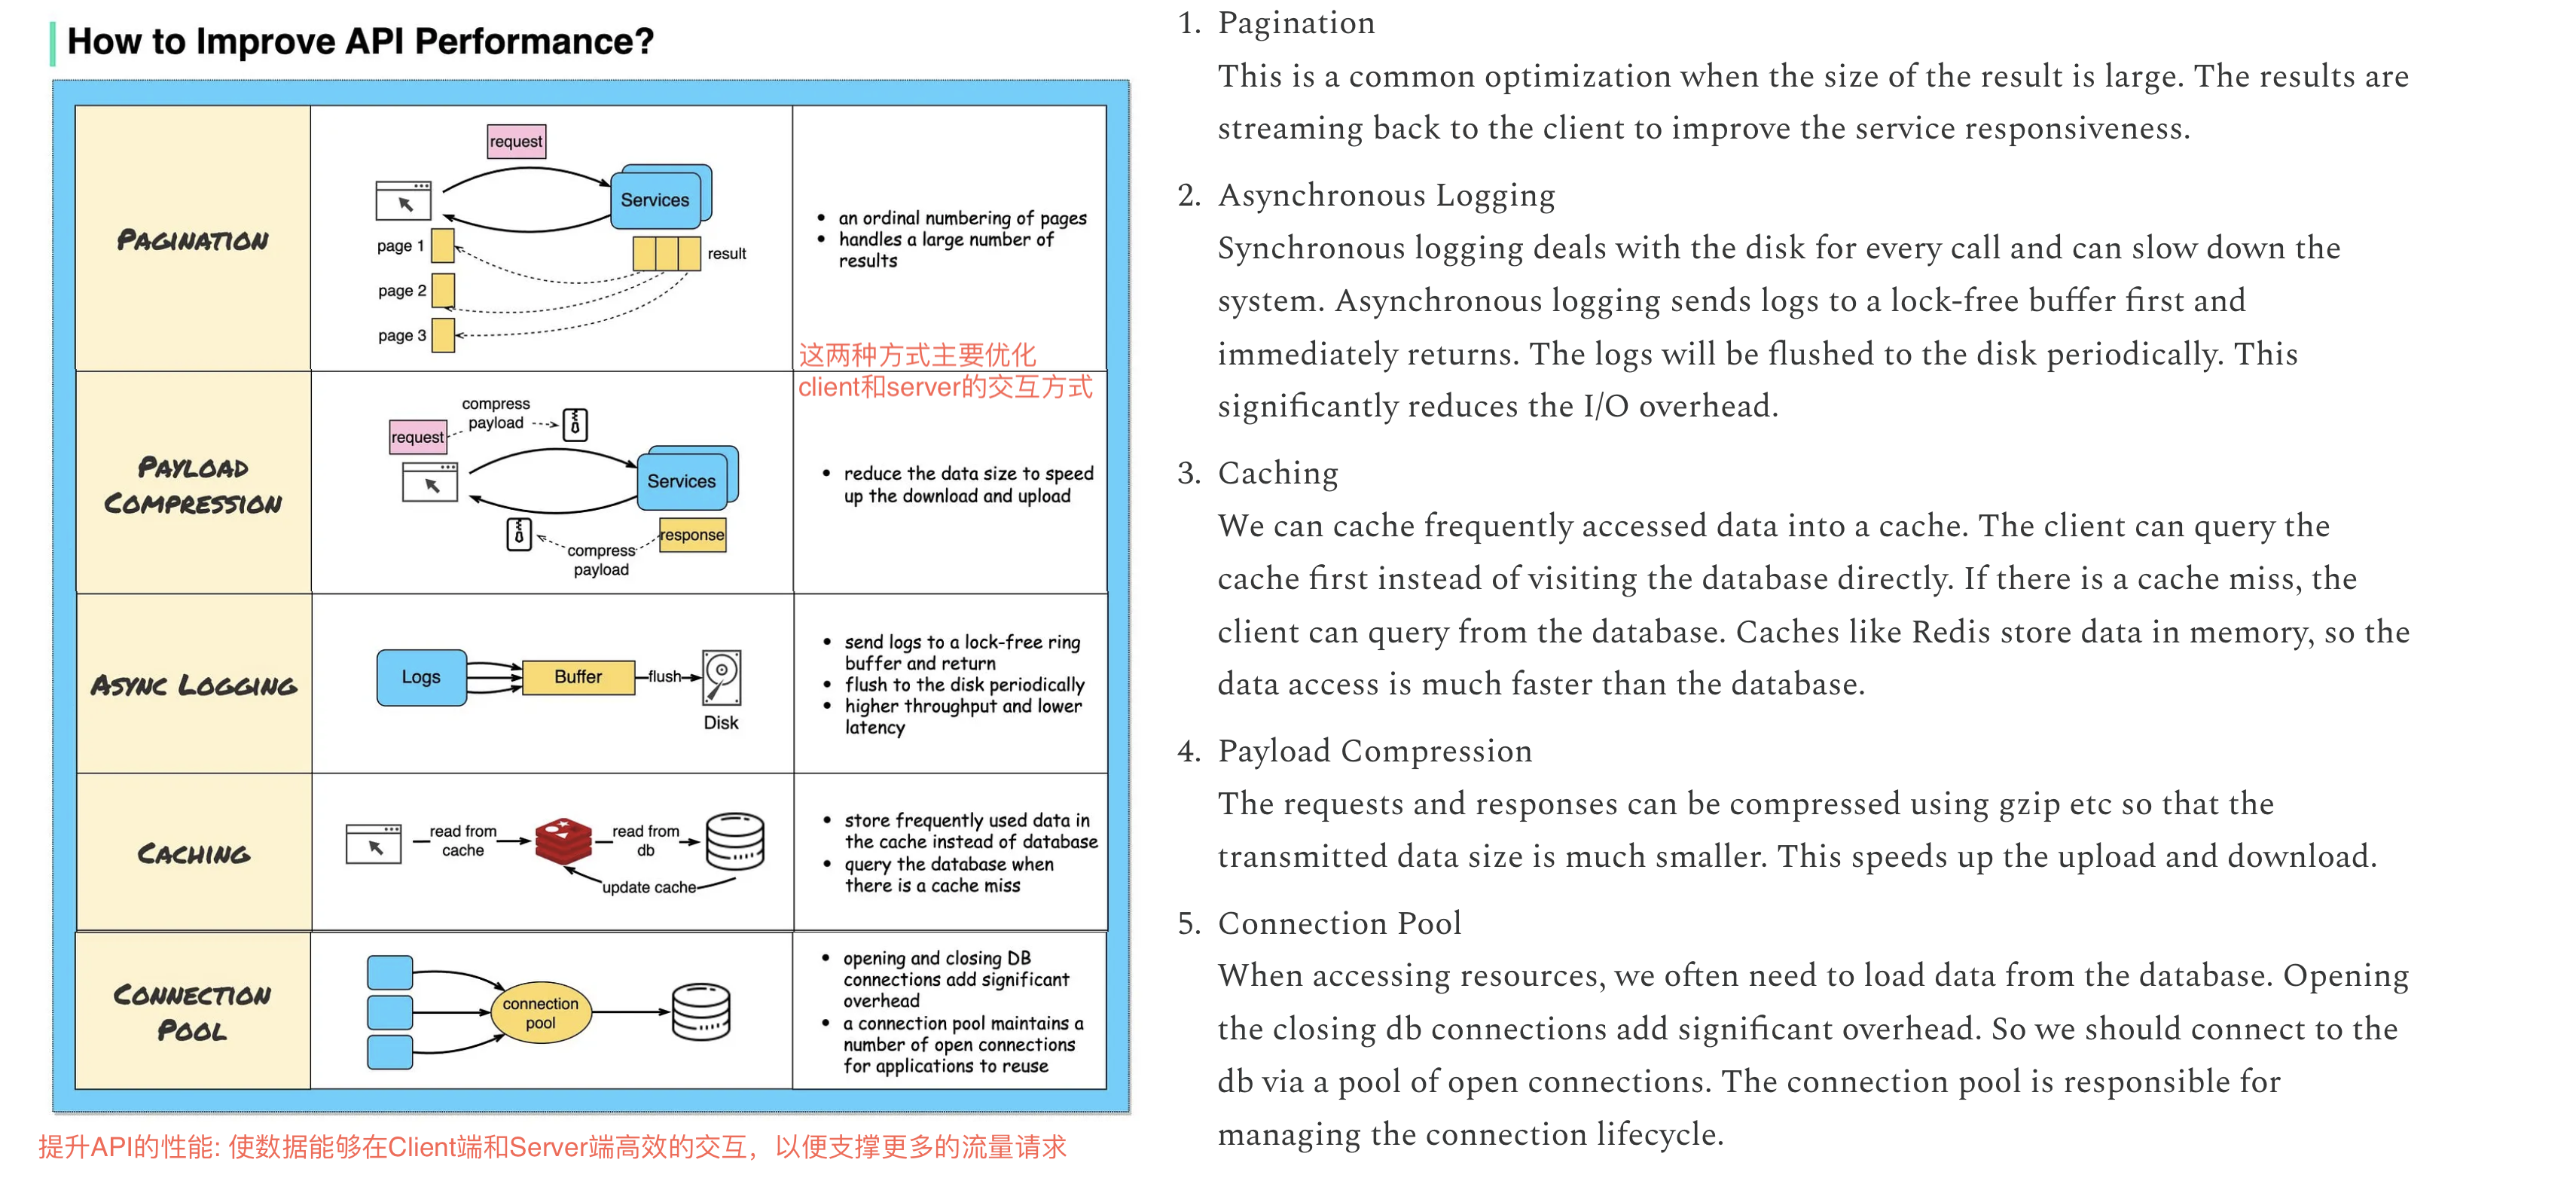 How to Improve API Performance?
PAGINATION
request
Services
page 1
page 2
page 3
result
• an ordinal numbering of pages
• handles a large number of
results
这两种方式主要优化
client和server的交互方式
PAYLOAD
COMPRESSION
compress
payload
request
Services
response
compress
payload
• reduce the data size to speed
up the download and upload
ASYNC LOGGING
Logs
Buffer
flush
Disk
• send logs to a lock-free ring
buffer and return
• flush to the disk periodically
• higher throughput and lower
latency
CACHING
read from
cache
read from
db
update cache
• store frequently used data in
the cache instead of database
• query the database when
there is a cache miss
CONNECTION
POOL
connection
pool
• opening and closing DB
connections add significant
overhead
• a connection pool maintains a
number of open connections
for applications to reuse
提升API的性能: 使数据能够在Client端和Server端高效的交互，以便支撑更多的流量请求
1. Pagination
This is a common optimization when the size of the result is large. The results are
streaming back to the client to improve the service responsiveness.
2. Asynchronous Logging
Synchronous logging deals with the disk for every call and can slow down the
system. Asynchronous logging sends logs to a lock-free buffer first and
immediately returns. The logs will be flushed to the disk periodically. This
significantly reduces the I/O overhead.
3. Caching
We can cache frequently accessed data into a cache. The client can query the
cache first instead of visiting the database directly. If there is a cache miss, the
client can query from the database. Caches like Redis store data in memory, so the
data access is much faster than the database.
4. Payload Compression
The requests and responses can be compressed using gzip etc so that the
transmitted data size is much smaller. This speeds up the upload and download.
5. Connection Pool
When accessing resources, we often need to load data from the database. Opening
the closing db connections add significant overhead. So we should connect to the
db via a pool of open connections. The connection pool is responsible for
managing the connection lifecycle.